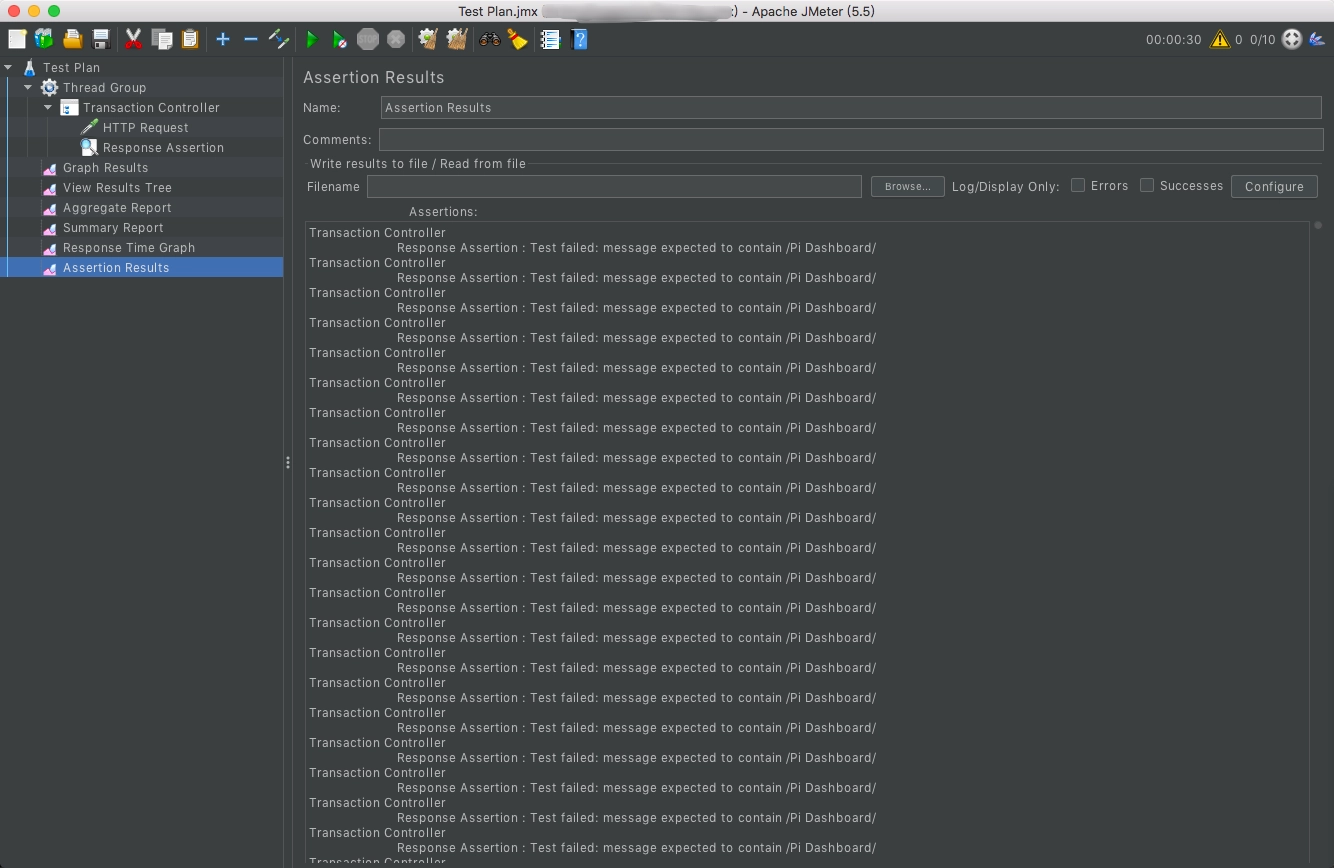 Test Plan.jmx :) - Apache JMeter (5.5)
00:00:30 0 0/10
Test Plan
Thread Group
Transaction Controller
HTTP Request
Response Assertion
Graph Results
View Results Tree
Aggregate Report
Summary Report
Response Time Graph
Assertion Results
Assertion Results
Name: Assertion Results
Comments:
Write results to file / Read from file
Filename Browse... Log/Display Only: Errors Successes Configure
Assertions:
Transaction Controller
Response Assertion : Test failed: message expected to contain /Pi Dashboard/
Transaction Controller
Response Assertion : Test failed: message expected to contain /Pi Dashboard/
Transaction Controller
Response Assertion : Test failed: message expected to contain /Pi Dashboard/
Transaction Controller
Response Assertion : Test failed: message expected to contain /Pi Dashboard/
Transaction Controller
Response Assertion : Test failed: message expected to contain /Pi Dashboard/
Transaction Controller
Response Assertion : Test failed: message expected to contain /Pi Dashboard/
Transaction Controller
Response Assertion : Test failed: message expected to contain /Pi Dashboard/
Transaction Controller
Response Assertion : Test failed: message expected to contain /Pi Dashboard/
Transaction Controller
Response Assertion : Test failed: message expected to contain /Pi Dashboard/
Transaction Controller
Response Assertion : Test failed: message expected to contain /Pi Dashboard/
Transaction Controller
Response Assertion : Test failed: message expected to contain /Pi Dashboard/
Transaction Controller
Response Assertion : Test failed: message expected to contain /Pi Dashboard/
Transaction Controller
Response Assertion : Test failed: message expected to contain /Pi Dashboard/
Transaction Controller
Response Assertion : Test failed: message expected to contain /Pi Dashboard/
Transaction Controller
Response Assertion : Test failed: message expected to contain /Pi Dashboard/
Transaction Controller
Response Assertion : Test failed: message expected to contain /Pi Dashboard/
Transaction Controller
Response Assertion : Test failed: message expected to contain /Pi Dashboard/
Transaction Controller
Response Assertion : Test failed: message expected to contain /Pi Dashboard/
Transaction Controller
Response Assertion : Test failed: message expected to contain /Pi Dashboard/
Transaction Controller
Response Assertion : Test failed: message expected to contain /Pi Dashboard/
Transaction Controller
Response Assertion : Test failed: message expected to contain /Pi Dashboard/
Transaction Controller